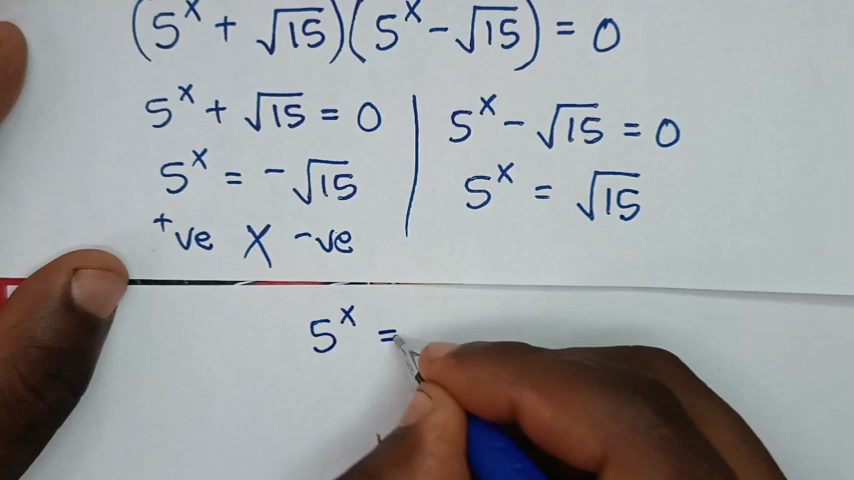 (5^x + √15)(5^x - √15) = 0
5^x + √15 = 0 | 5^x - √15 = 0
5^x = -√15 | 5^x = √15
+ve X -ve
5^x =